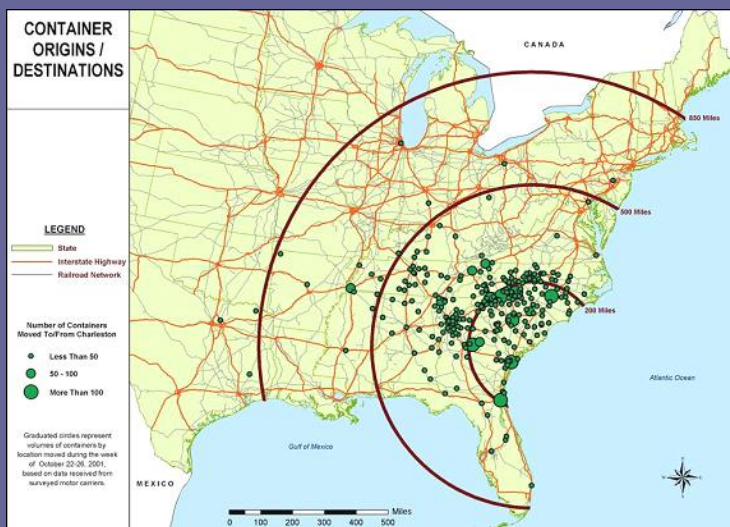 CONTAINER
ORIGINS /
DESTINATIONS
LEGEND
State
Interstate Highway
Railroad Network
Number of Containers
Moved To/From Charleston
Less Than 50
50 - 100
More Than 100
Graduated circles represent
volumes of containers by
location moved during the week
of October 22-26, 2001,
based on data received from
surveyed motor carriers.
CANADA
850 Miles
500 Miles
200 Miles
Atlantic Ocean
Gulf of Mexico
MEXICO
Miles
0 50 100 200 300 400 500